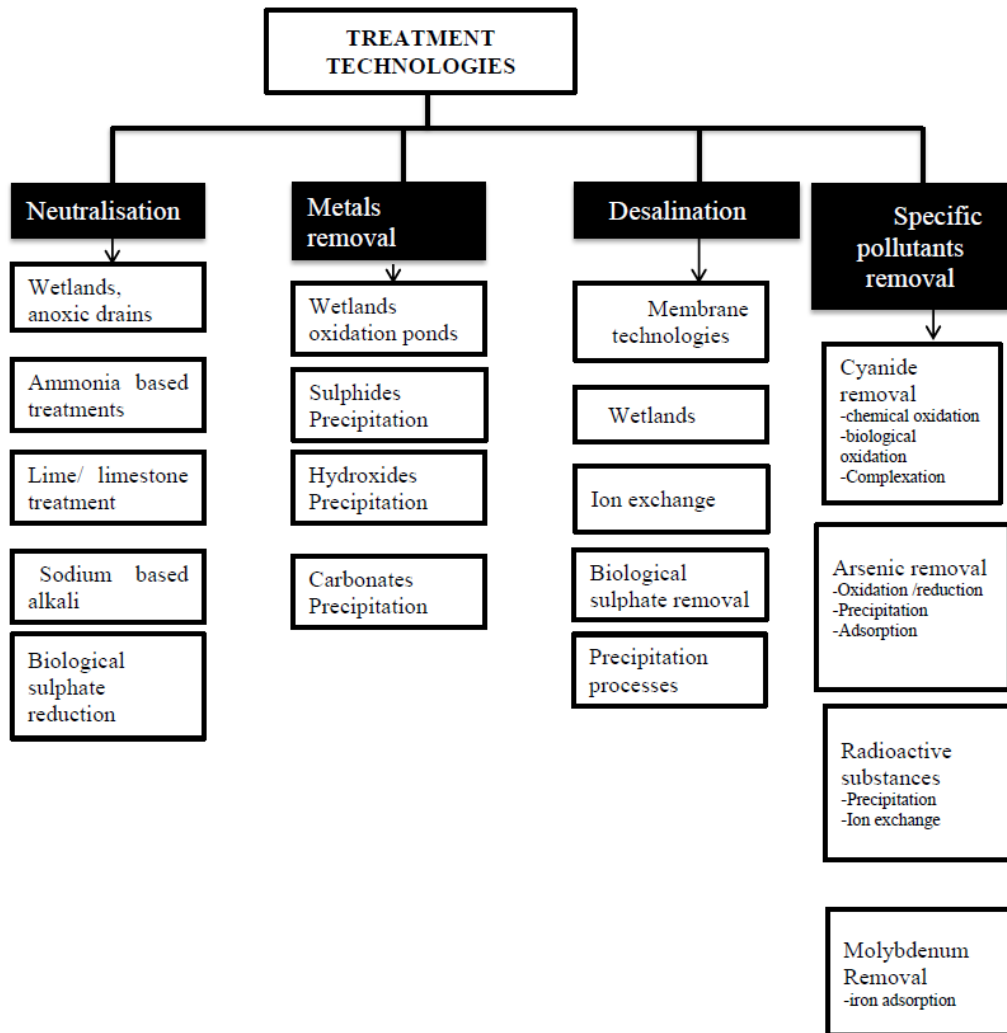 TREATMENT
TECHNOLOGIES
Neutralisation
Wetlands,
anoxic drains
Ammonia based
treatments
Lime/ limestone
treatment
Sodium based
alkali
Biological
sulphate
reduction
Metals
removal
Wetlands
oxidation ponds
Sulphides
Precipitation
Hydroxides
Precipitation
Carbonates
Precipitation
Desalination
Membrane
technologies
Wetlands
Ion exchange
Biological
sulphate removal
Precipitation
processes
Specific
pollutants
removal
Cyanide
removal
-chemical oxidation
-biological
oxidation
-Complexation
Arsenic removal
-Oxidation /reduction
-Precipitation
-Adsorption
Radioactive
substances
-Precipitation
-Ion exchange
Molybdenum
Removal
-iron adsorption